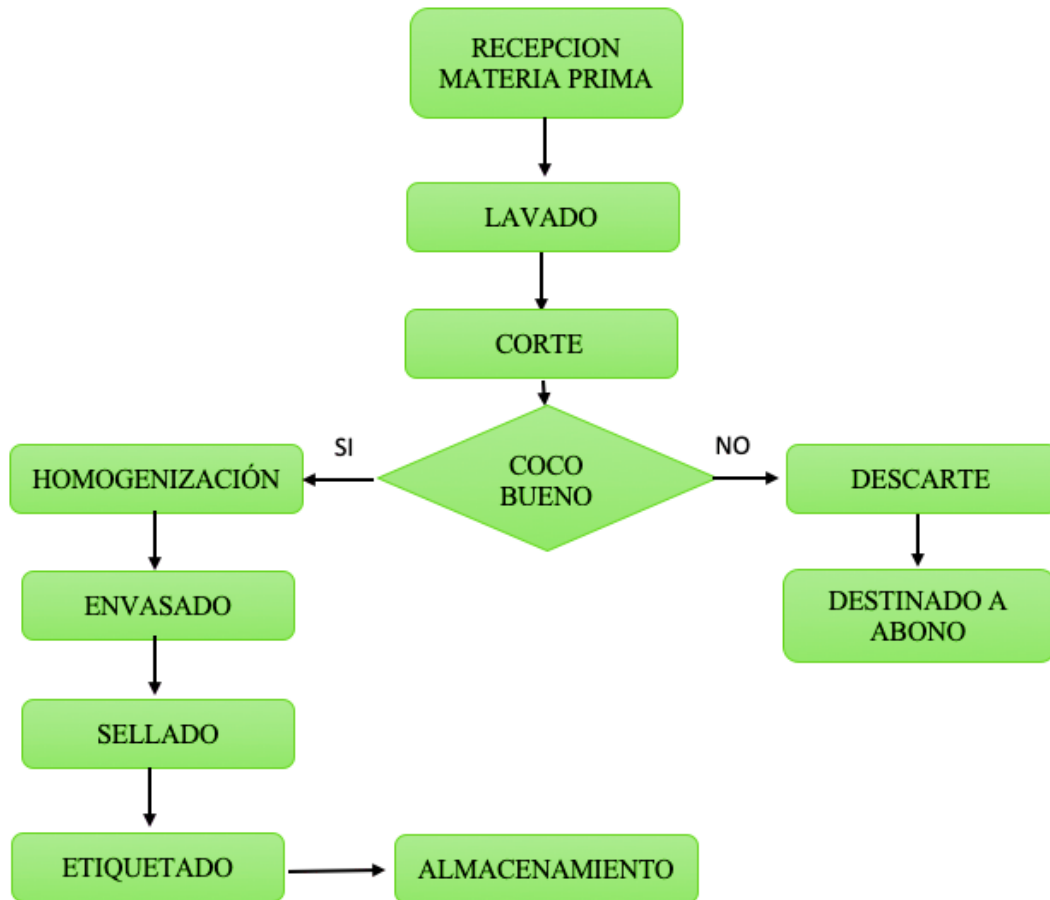 RECEPCION
MATERIA PRIMA
LAVADO
CORTE
COCO
BUENO
SI
NO
HOMOGENIZACIÓN
ENVASADO
SELLADO
ETIQUETADO
ALMACENAMIENTO
DESCARTE
DESTINADO A
ABONO